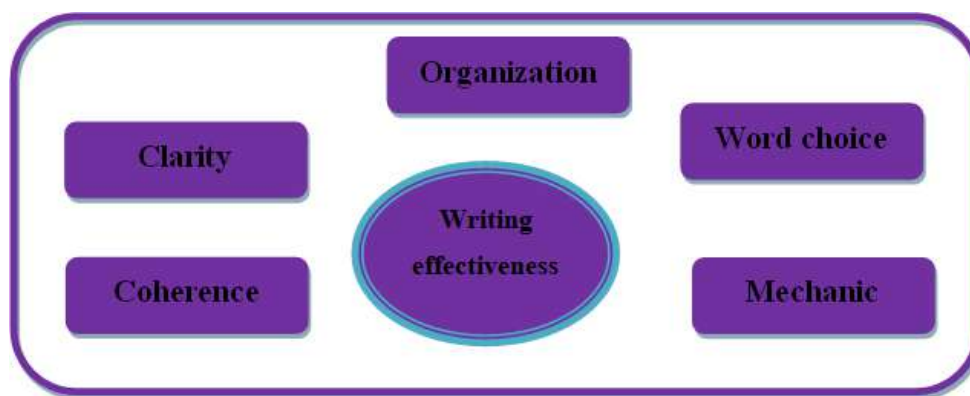 Organization
Word choice
Clarity
Writing
effectiveness
Coherence
Mechanic